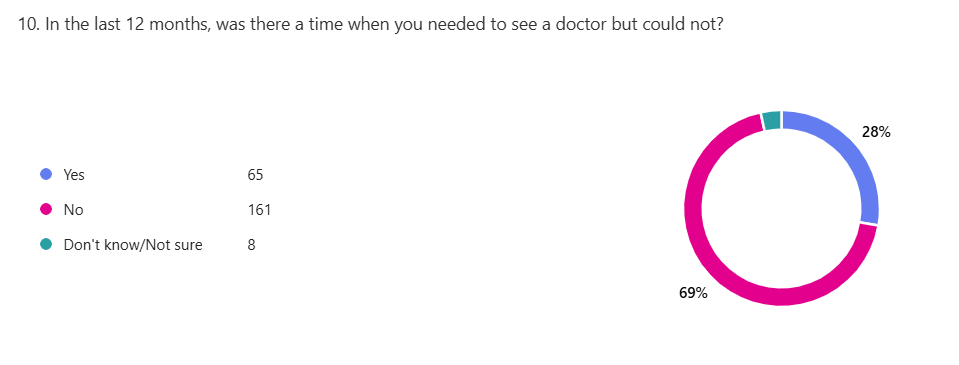 10. In the last 12 months, was there a time when you needed to see a doctor but could not?
28%
Yes 65
No 161
Don't know/Not sure 8
69%